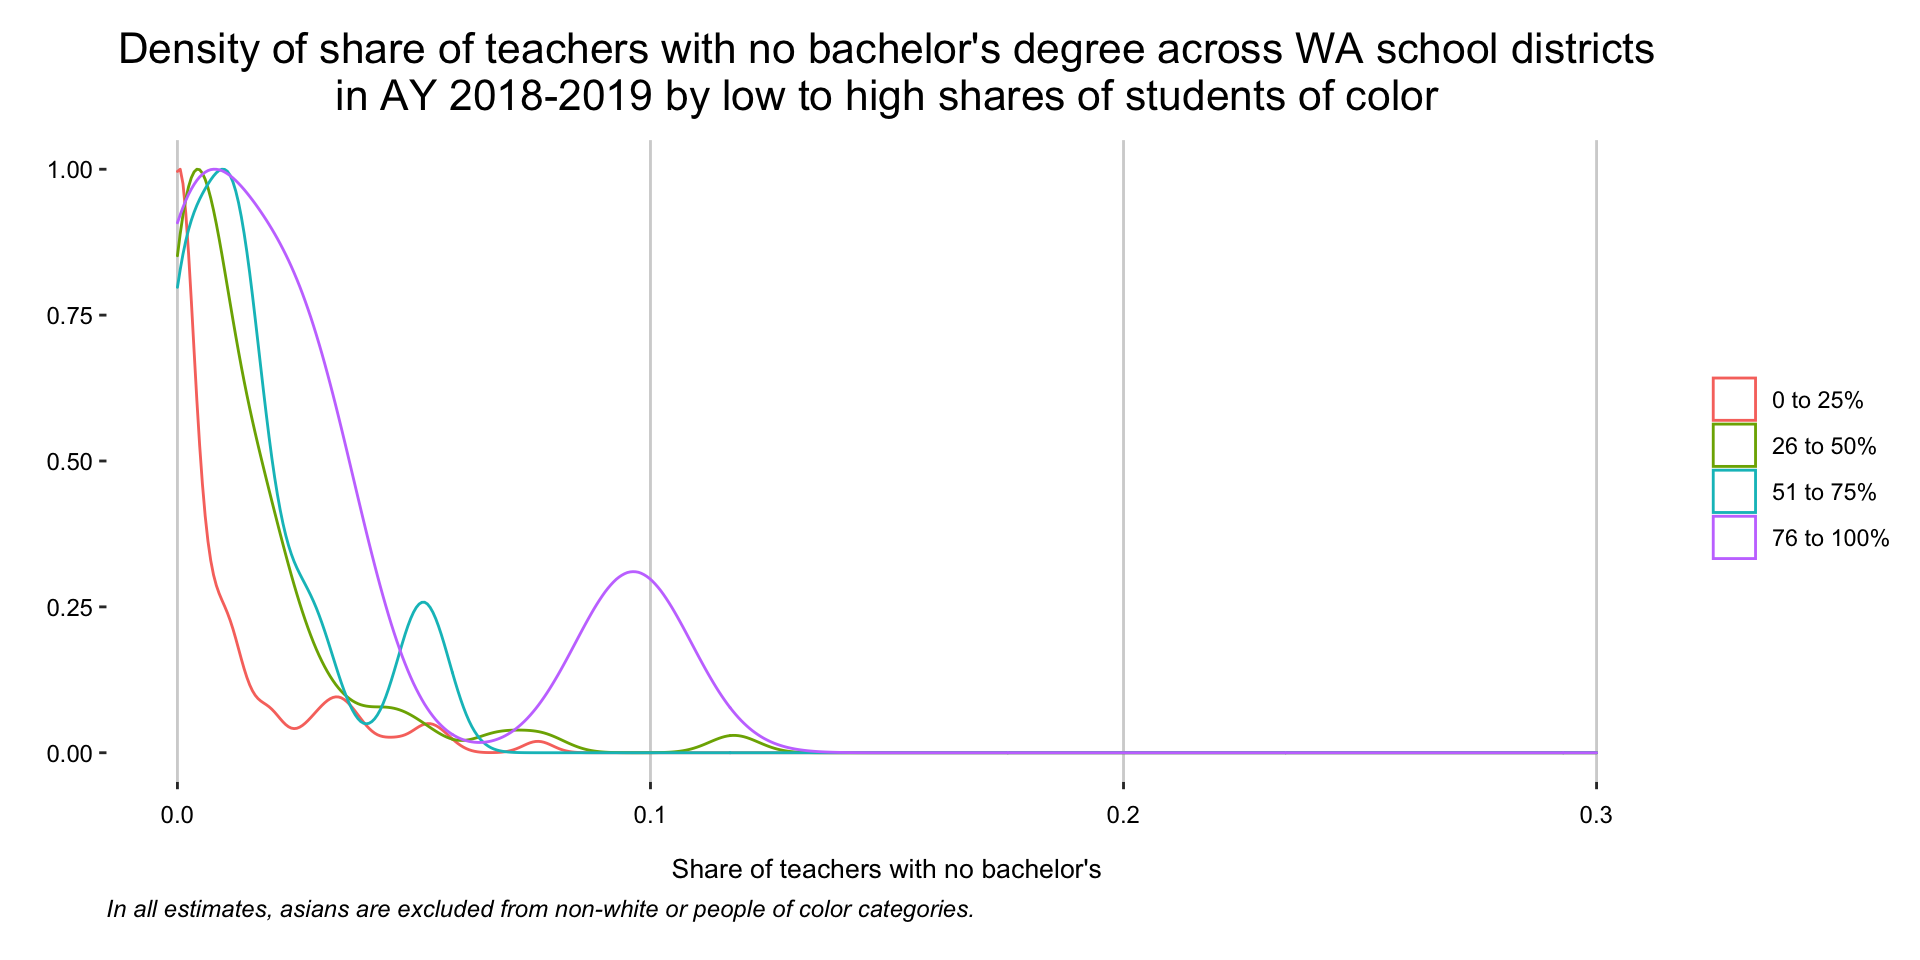 Density of share of teachers with no bachelor's degree across WA school districts
in AY 2018-2019 by low to high shares of students of color
1.00
0.75
0.50
0.25
0.00
0.0
0.1
0.2
0.3
Share of teachers with no bachelor's
In all estimates, asians are excluded from non-white or people of color categories.
0 to 25%
26 to 50%
51 to 75%
76 to 100%